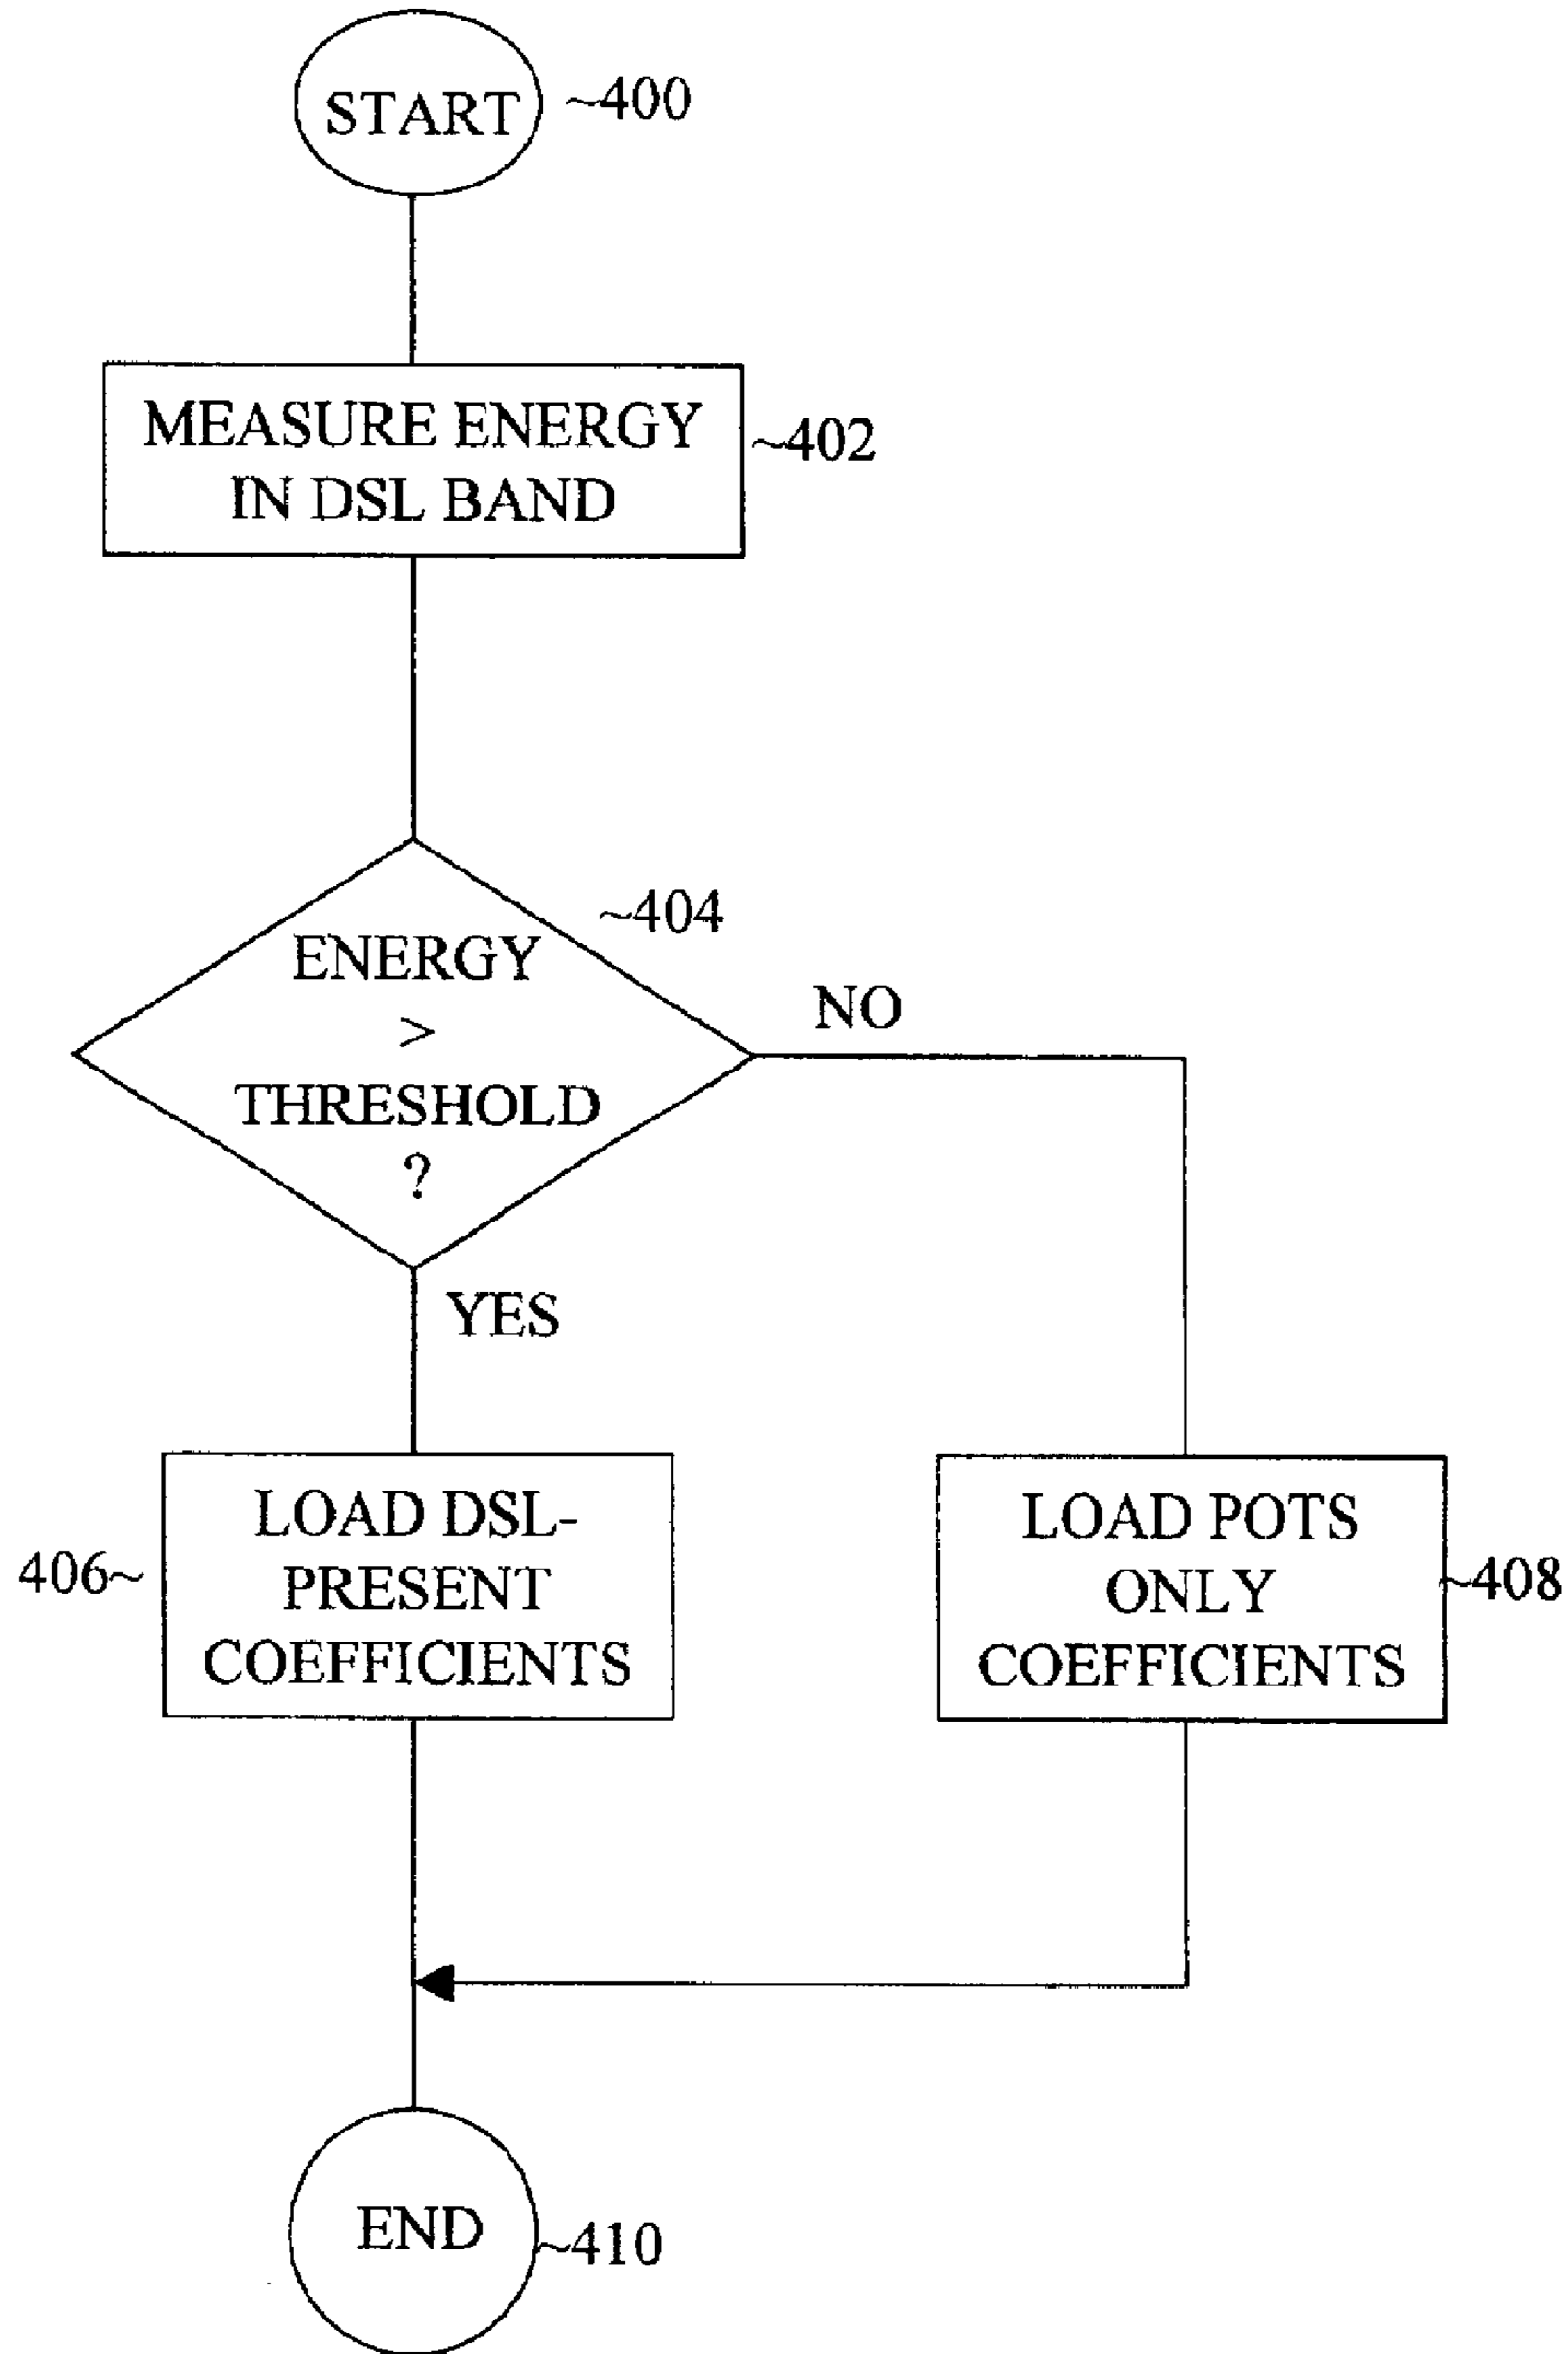 START ~400
MEASURE ENERGY
IN DSL BAND
~402
~404
ENERGY
>
THRESHOLD
?
NO
YES
LOAD DSL-
PRESENT
COEFFICIENTS
406~
LOAD POTS
ONLY
COEFFICIENTS
~408
END ~410